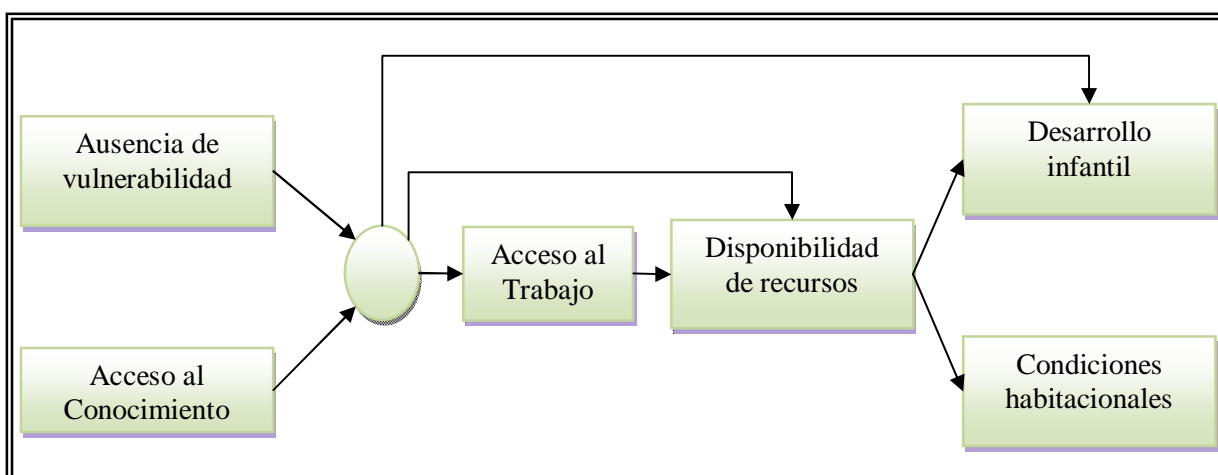 Ausencia de
vulnerabilidad
Acceso al
Conocimiento
Acceso al
Trabajo
Disponibilidad
de recursos
Desarrollo
infantil
Condiciones
habitacionales